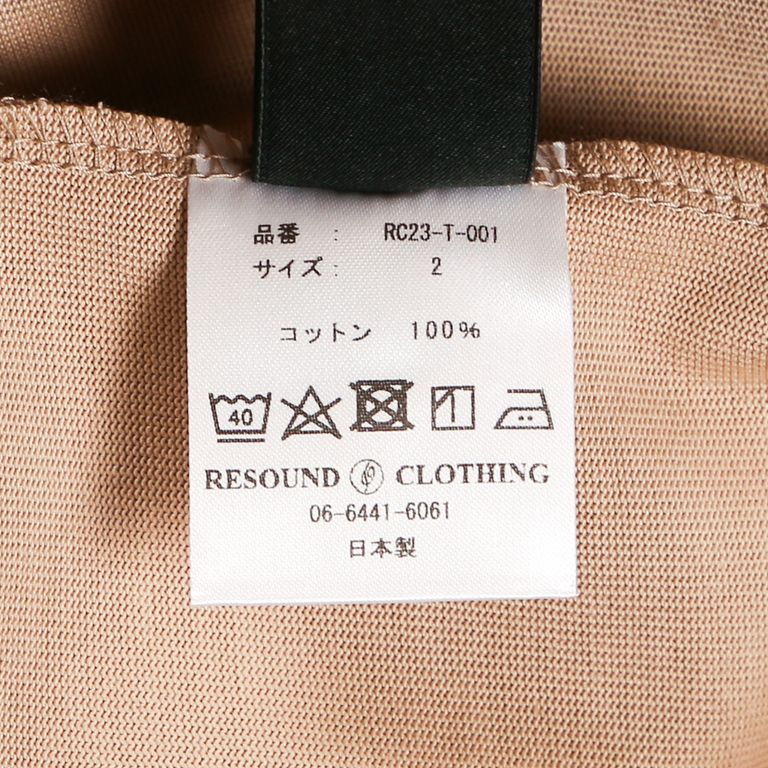 品番 : RC23-T-001
サイズ : 2
コットン 100%
40
RESOUND CLOTHING
06-6441-6061
日本製